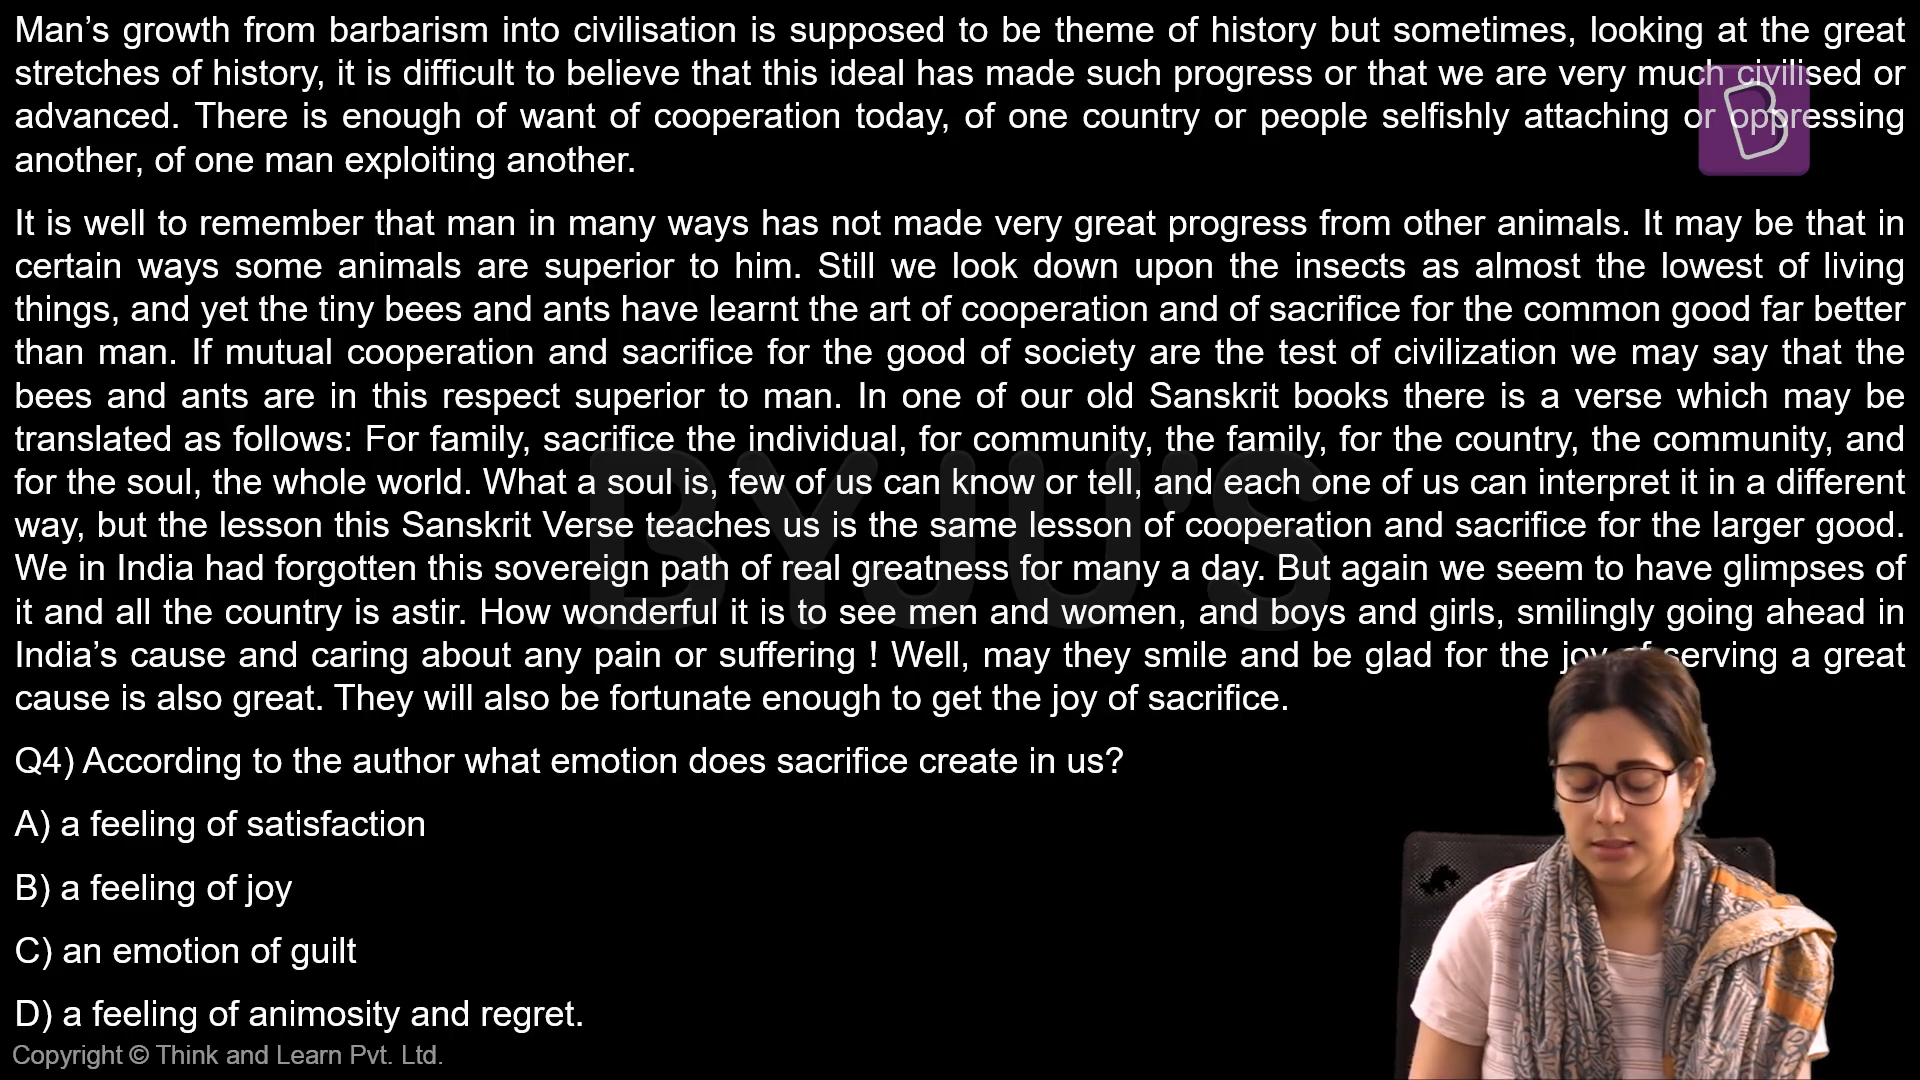 Man’s growth from barbarism into civilisation is supposed to be theme of history but sometimes, looking at the great
stretches of history, it is difficult to believe that this ideal has made such progress or that we are very much civilised or
advanced. There is enough of want of cooperation today, of one country or people selfishly attaching or oppressing
another, of one man exploiting another.
It is well to remember that man in many ways has not made very great progress from other animals. It may be that in
certain ways some animals are superior to him. Still we look down upon the insects as almost the lowest of living
things, and yet the tiny bees and ants have learnt the art of cooperation and of sacrifice for the common good far better
than man. If mutual cooperation and sacrifice for the good of society are the test of civilization we may say that the
bees and ants are in this respect superior to man. In one of our old Sanskrit books there is a verse which may be
translated as follows: For family, sacrifice the individual, for community, the family, for the country, the community, and
for the soul, the whole world. What a soul is, few of us can know or tell, and each one of us can interpret it in a different
way, but the lesson this Sanskrit Verse teaches us is the same lesson of cooperation and sacrifice for the larger good.
We in India had forgotten this sovereign path of real greatness for many a day. But again we seem to have glimpses of
it and all the country is astir. How wonderful it is to see men and women, and boys and girls, smilingly going ahead in
India’s cause and caring about any pain or suffering ! Well, may they smile and be glad for the joy of serving a great
cause is also great. They will also be fortunate enough to get the joy of sacrifice.
BYJU'S
Q4) According to the author what emotion does sacrifice create in us?
A) a feeling of satisfaction
B) a feeling of joy
C) an emotion of guilt
D) a feeling of animosity and regret.
Copyright © Think and Learn Pvt. Ltd.